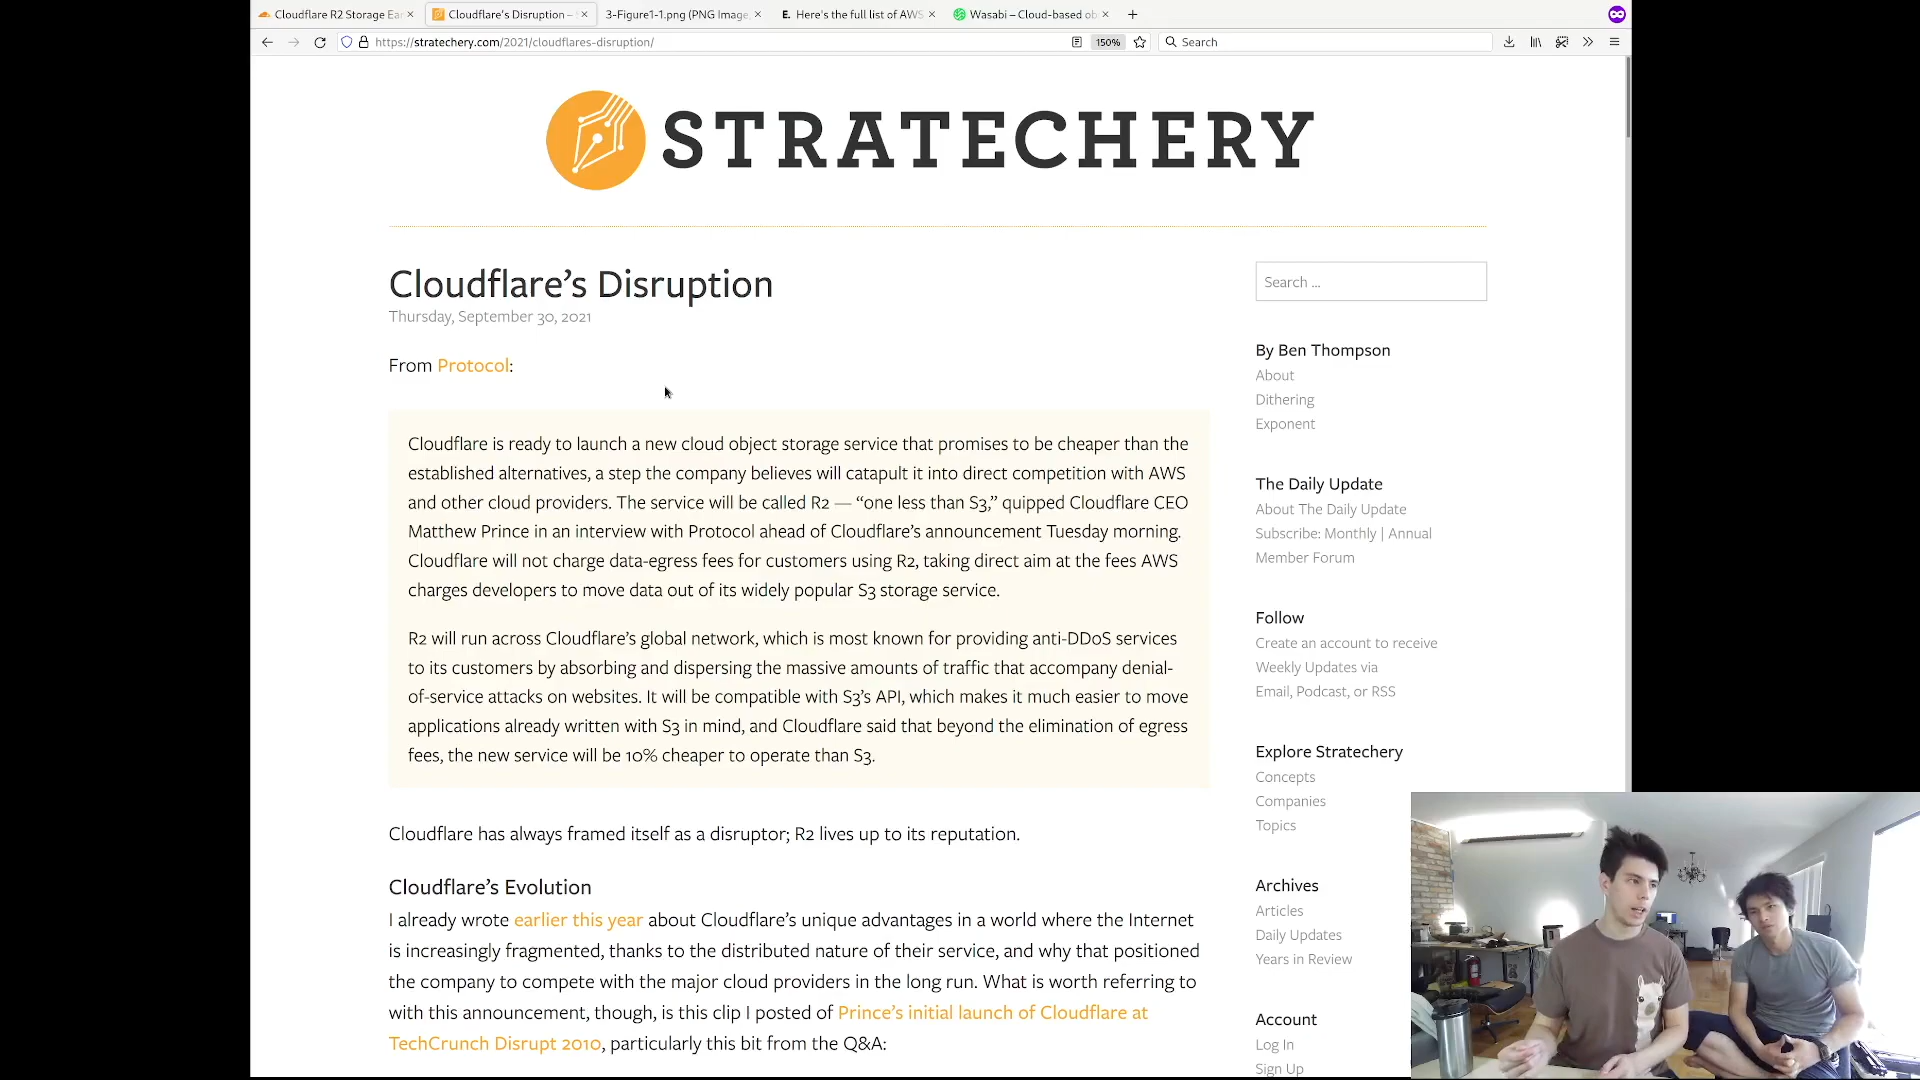 Cloudflare R2 Storage Ear
Cloudflare's Disruption –
3-Figure1-1.png (PNG Image,
E. Here's the full list of AWS
Wasabi – Cloud-based ob
https://stratechery.com/2021/cloudflares-disruption/
150%
Search
STRATECHERY
Cloudflare's Disruption
Thursday, September 30, 2021
From Protocol:
Cloudflare is ready to launch a new cloud object storage service that promises to be cheaper than the
established alternatives, a step the company believes will catapult it into direct competition with AWS
and other cloud providers. The service will be called R2 — “one less than S3,” quipped Cloudflare CEO
Matthew Prince in an interview with Protocol ahead of Cloudflare's announcement Tuesday morning.
Cloudflare will not charge data-egress fees for customers using R2, taking direct aim at the fees AWS
charges developers to move data out of its widely popular S3 storage service.
R2 will run across Cloudflare's global network, which is most known for providing anti-DDoS services
to its customers by absorbing and dispersing the massive amounts of traffic that accompany denial-
of-service attacks on websites. It will be compatible with S3's API, which makes it much easier to move
applications already written with S3 in mind, and Cloudflare said that beyond the elimination of egress
fees, the new service will be 10% cheaper to operate than S3.
Cloudflare has always framed itself as a disruptor; R2 lives up to its reputation.
Cloudflare's Evolution
I already wrote earlier this year about Cloudflare's unique advantages in a world where the Internet
is increasingly fragmented, thanks to the distributed nature of their service, and why that positioned
the company to compete with the major cloud providers in the long run. What is worth referring to
with this announcement, though, is this clip I posted of Prince's initial launch of Cloudflare at
TechCrunch Disrupt 2010, particularly this bit from the Q&A:
Search ...
By Ben Thompson
About
Dithering
Exponent
The Daily Update
About The Daily Update
Subscribe: Monthly | Annual
Member Forum
Follow
Create an account to receive
Weekly Updates via
Email, Podcast, or RSS
Explore Stratechery
Concepts
Companies
Topics
Archives
Articles
Daily Updates
Years in Review
Account
Log In
Sign Up